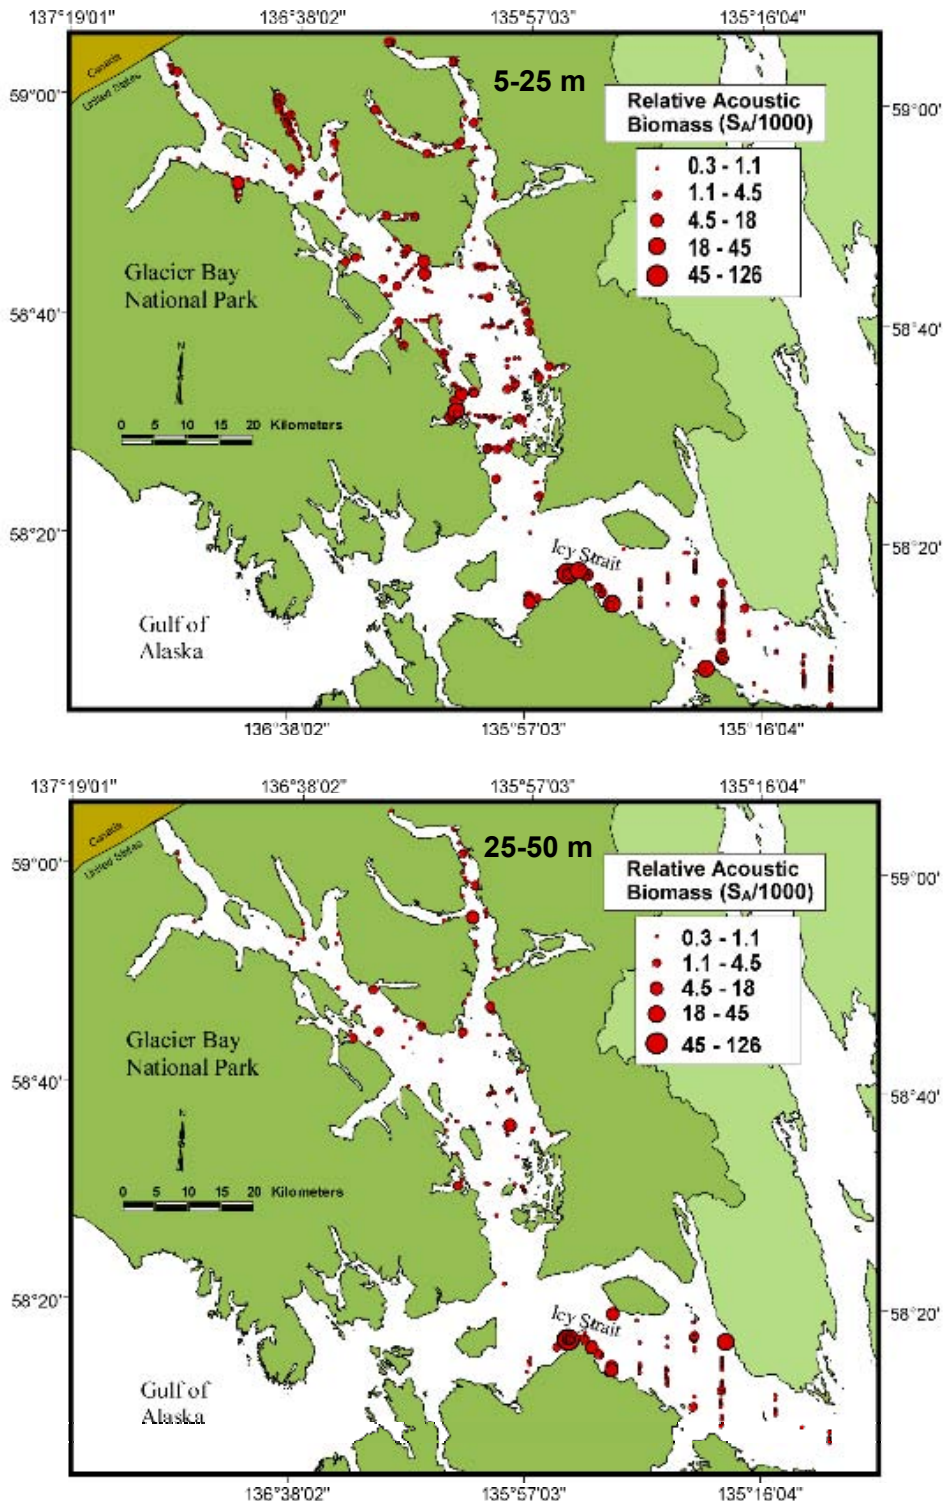 137°19'01" 136°38'02" 135°57'03" 135°16'04"
Canada
United States
5-25 m
59°00' 59°00'
Relative Acoustic
Biomass (SA/1000)
0.3 - 1.1
1.1 - 4.5
4.5 - 18
18 - 45
45 - 126
Glacier Bay
National Park
58°40' 58°40'
N
0 5 10 15 20 Kilometers
58°20' 58°20'
Icy Strait
Gulf of
Alaska
136°38'02" 135°57'03" 135°16'04"
137°19'01" 136°38'02" 135°57'03" 135°16'04"
Canada
United States
25-50 m
59°00' 59°00'
Relative Acoustic
Biomass (SA/1000)
0.3 - 1.1
1.1 - 4.5
4.5 - 18
18 - 45
45 - 126
Glacier Bay
National Park
58°40' 58°40'
N
0 5 10 15 20 Kilometers
58°20' 58°20'
Icy Strait
Gulf of
Alaska
136°38'02" 135°57'03" 135°16'04"